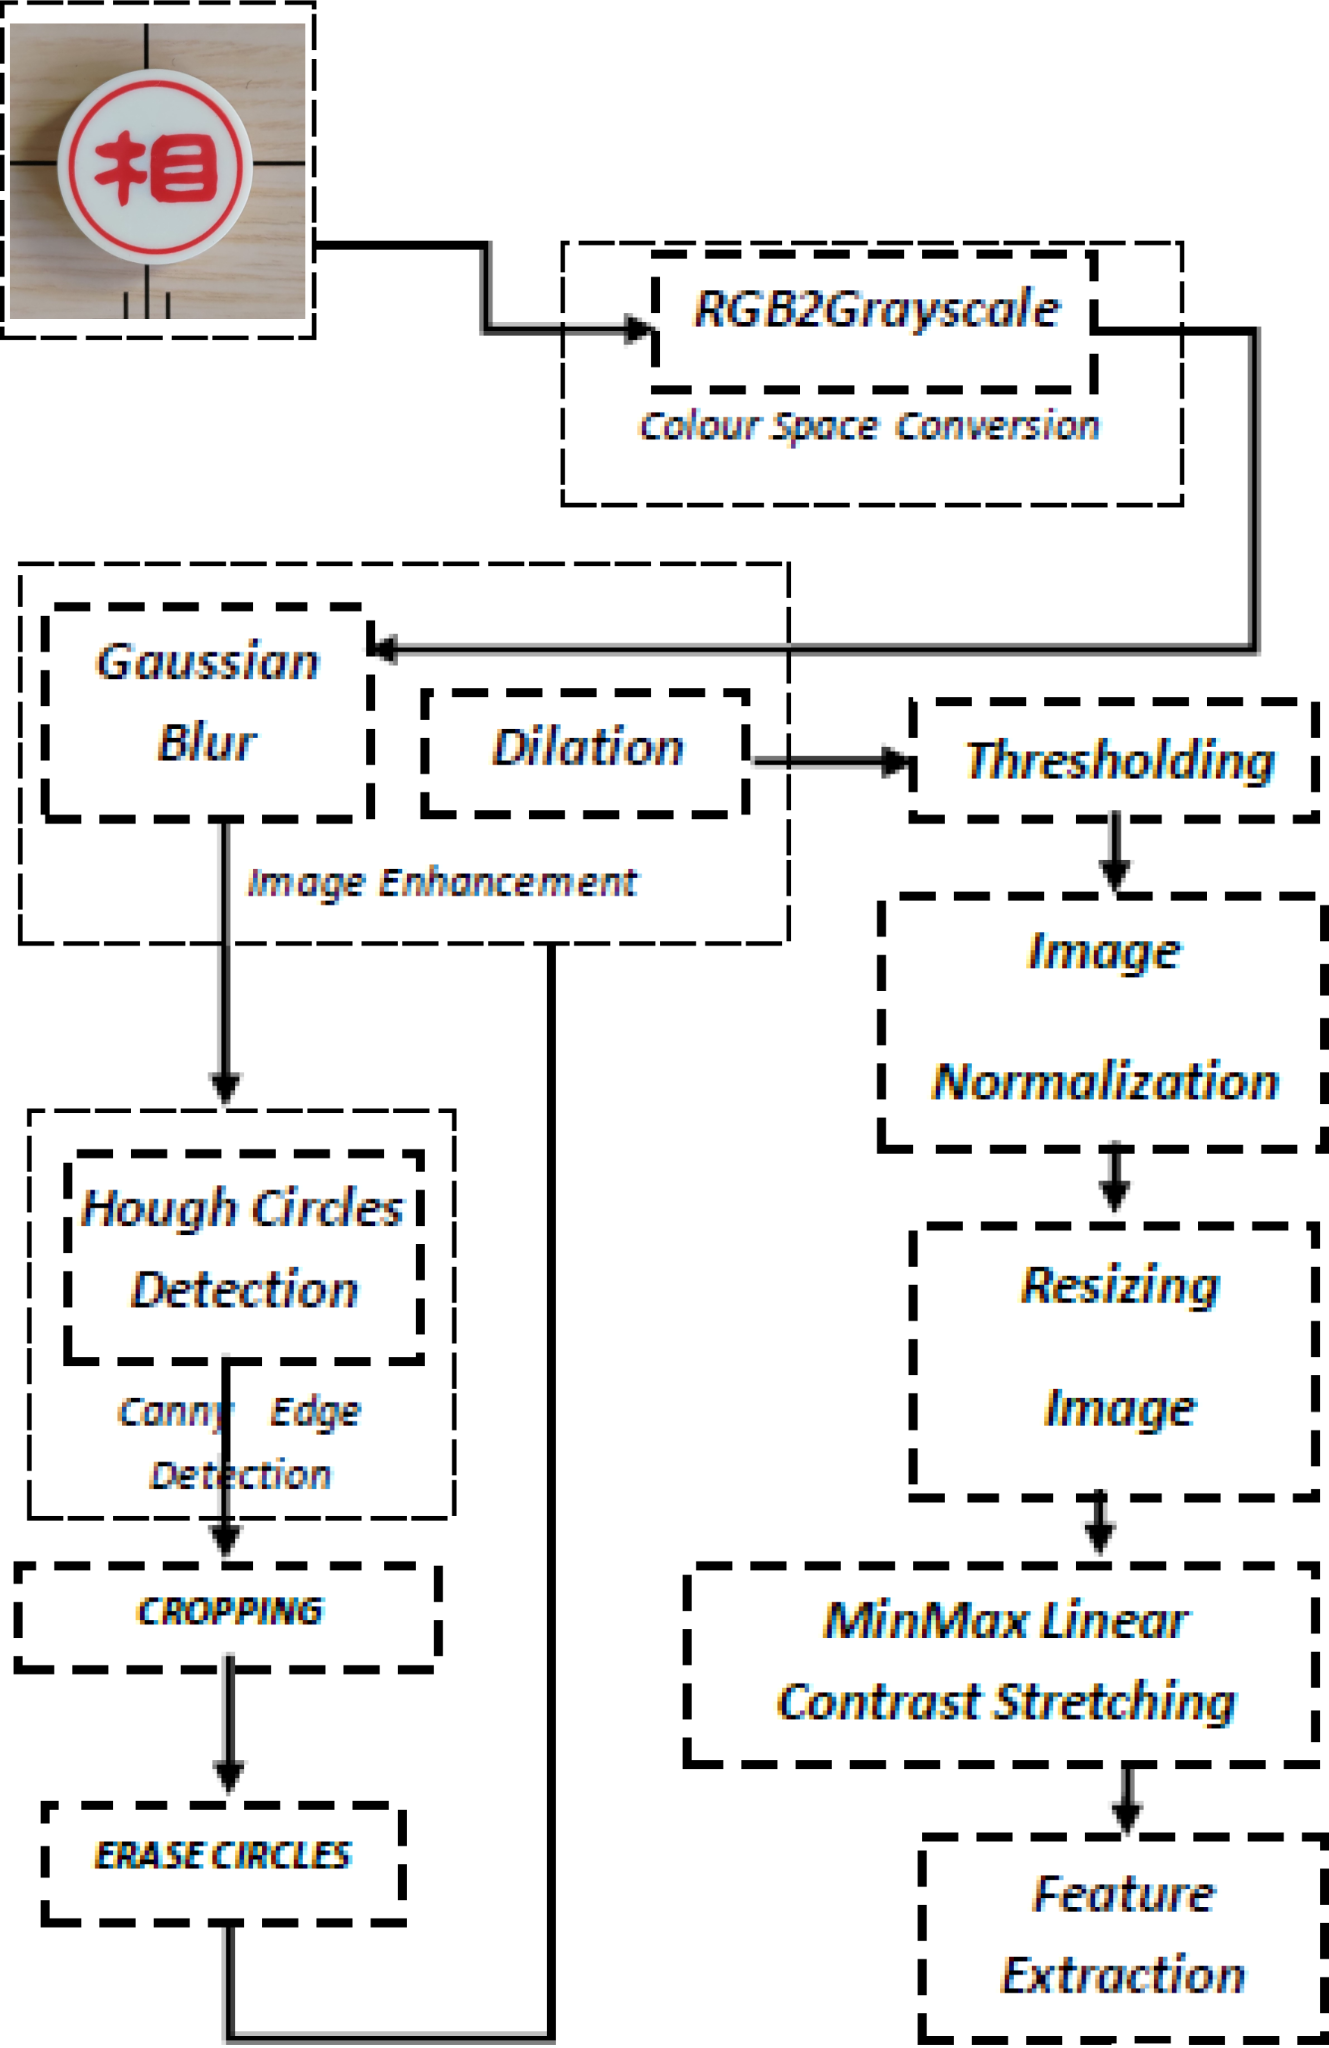 相
RGB2Grayscale
Colour Space Conversion
Gaussian
Blur
Dilation
Image Enhancement
Thresholding
Image
Normalization
Hough Circles
Detection
Canny Edge
Detection
Resizing
Image
CROPPING
MinMax Linear
Contrast Stretching
ERASE CIRCLES
Feature
Extraction